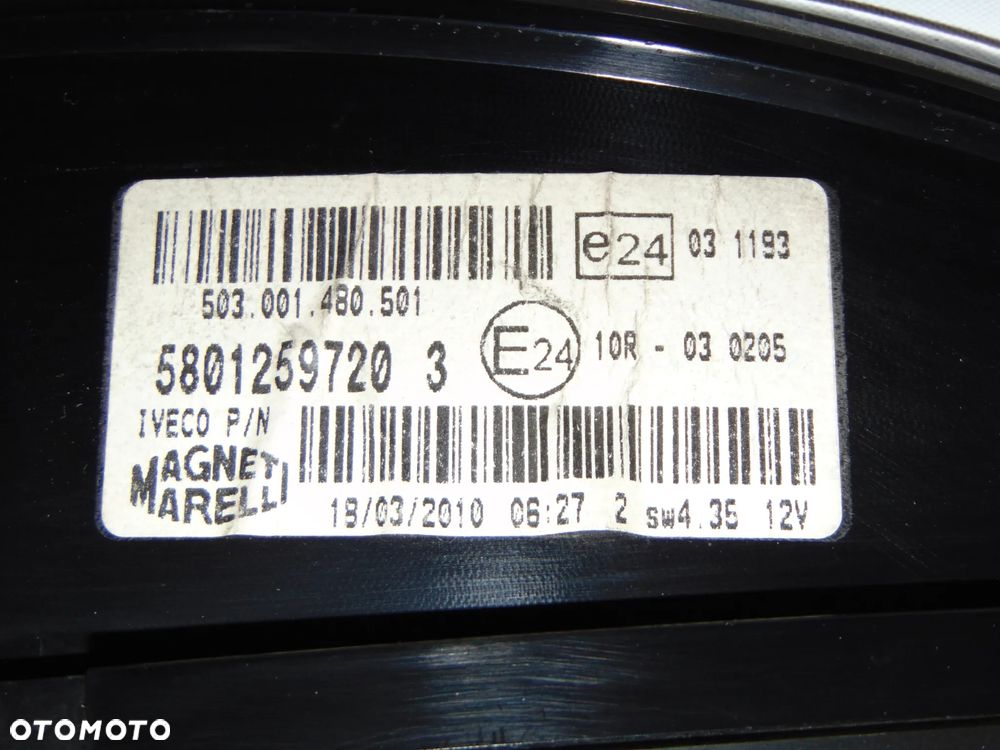 e24 03 1193
503.001.480.501
E24 10R - 03 0205
5801259720 3
IVECO P/N
MAGNETI
MARELLI
18/03/2010 06:27 2 sw4.35 12V
OTOMOTO